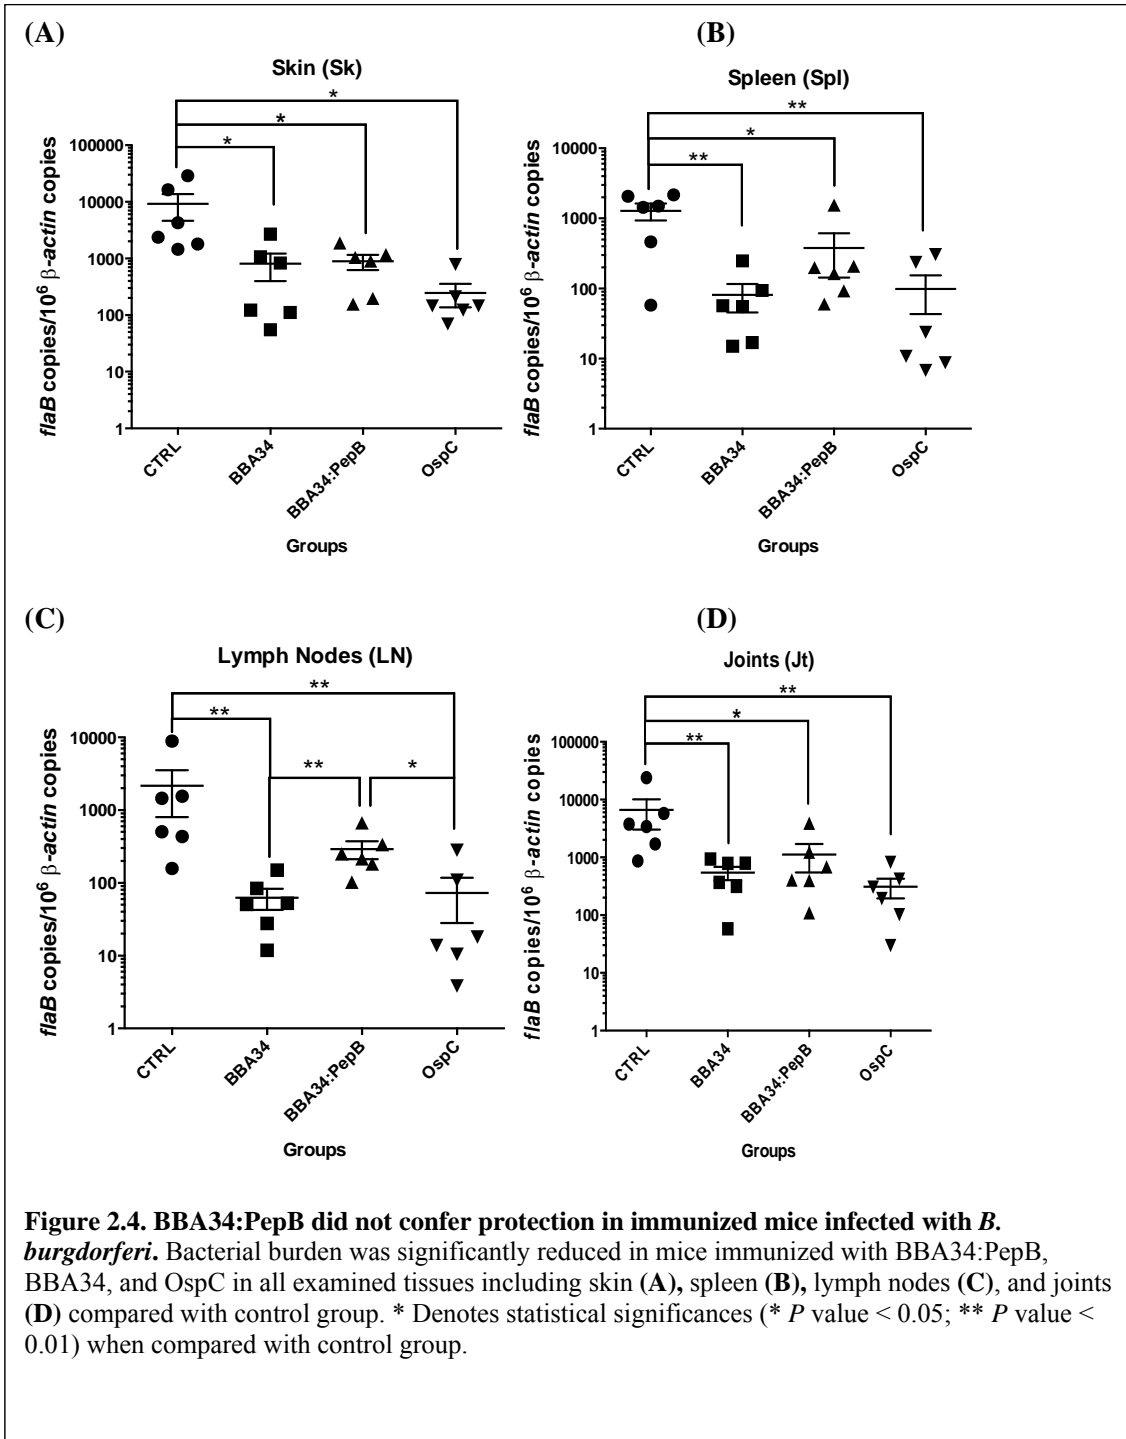 (A)
Skin (Sk)
*
*
*
flaB copies/10⁶ β-actin copies
100000
10000
1000
100
10
1
CTRL
BBA34
BBA34:PepB
OspC
Groups
(B)
Spleen (Spl)
**
*
**
flaB copies/10⁶ β-actin copies
10000
1000
100
10
1
CTRL
BBA34
BBA34:PepB
OspC
Groups
(C)
Lymph Nodes (LN)
**
**
**
*
flaB copies/10⁶ β-actin copies
10000
1000
100
10
1
CTRL
BBA34
BBA34:PepB
OspC
Groups
(D)
Joints (Jt)
**
*
**
flaB copies/10⁶ β-actin copies
100000
10000
1000
100
10
1
CTRL
BBA34
BBA34:PepB
OspC
Groups
Figure 2.4. BBA34:PepB did not confer protection in immunized mice infected with B.
burgdorferi. Bacterial burden was significantly reduced in mice immunized with BBA34:PepB,
BBA34, and OspC in all examined tissues including skin (A), spleen (B), lymph nodes (C), and joints
(D) compared with control group. * Denotes statistical significances (* P value < 0.05; ** P value <
0.01) when compared with control group.